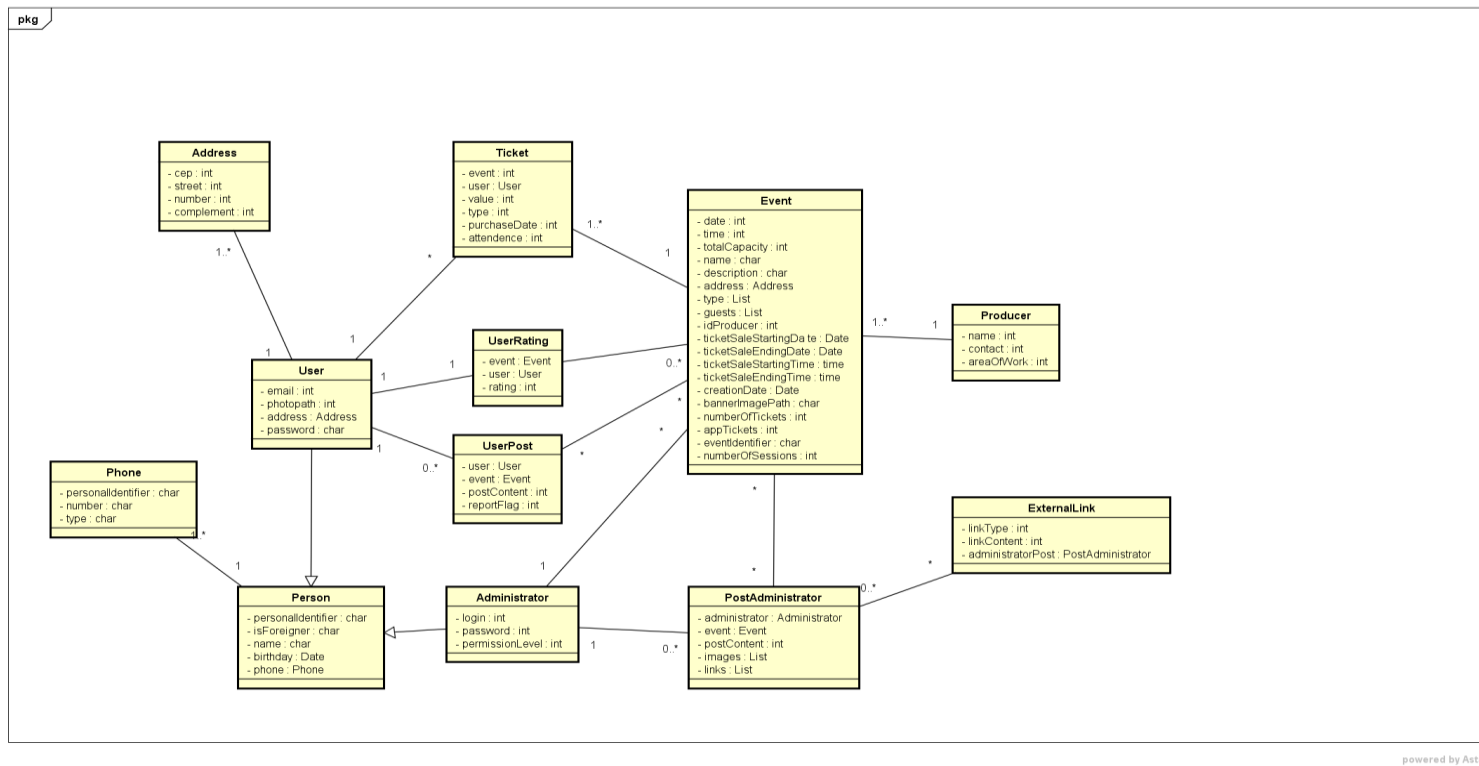 pkg
Address
- cep : int
- street : int
- number : int
- complement : int
Ticket
- event : int
- user : User
- value : int
- type : int
- purchaseDate : int
- attendence : int
Event
- date : int
- time : int
- totalCapacity : int
- name : char
- description : char
- address : Address
- type : List
- guests : List
- idProducer : int
- ticketSaleStartingDate : Date
- ticketSaleEndingDate : Date
- ticketSaleStartingTime : time
- ticketSaleEndingTime : time
- creationDate : Date
- bannerImagePath : char
- numberOfTickets : int
- appTickets : int
- eventIdentifier : char
- numberOfSessions : int
1..*
*
1..*
1
1..*
1
Producer
- name : int
- contact : int
- areaOfWork : int
1
1
UserRating
- event : Event
- user : User
- rating : int
1
1
0..*
User
- email : int
- photopath : int
- address : Address
- password : char
1
0..*
*
*
*
UserPost
- user : User
- event : Event
- postContent : int
- reportFlag : int
Phone
- personalIdentifier : char
- number : char
- type : char
1..*
1
1
*
*
ExternalLink
- linkType : int
- linkContent : int
- administratorPost : PostAdministrator
*
0..*
Person
- personalIdentifier : char
- isForeigner : char
- name : char
- birthday : Date
- phone : Phone
Administrator
- login : int
- password : int
- permissionLevel : int
1
0..*
PostAdministrator
- administrator : Administrator
- event : Event
- postContent : int
- images : List
- links : List
powered by Ast